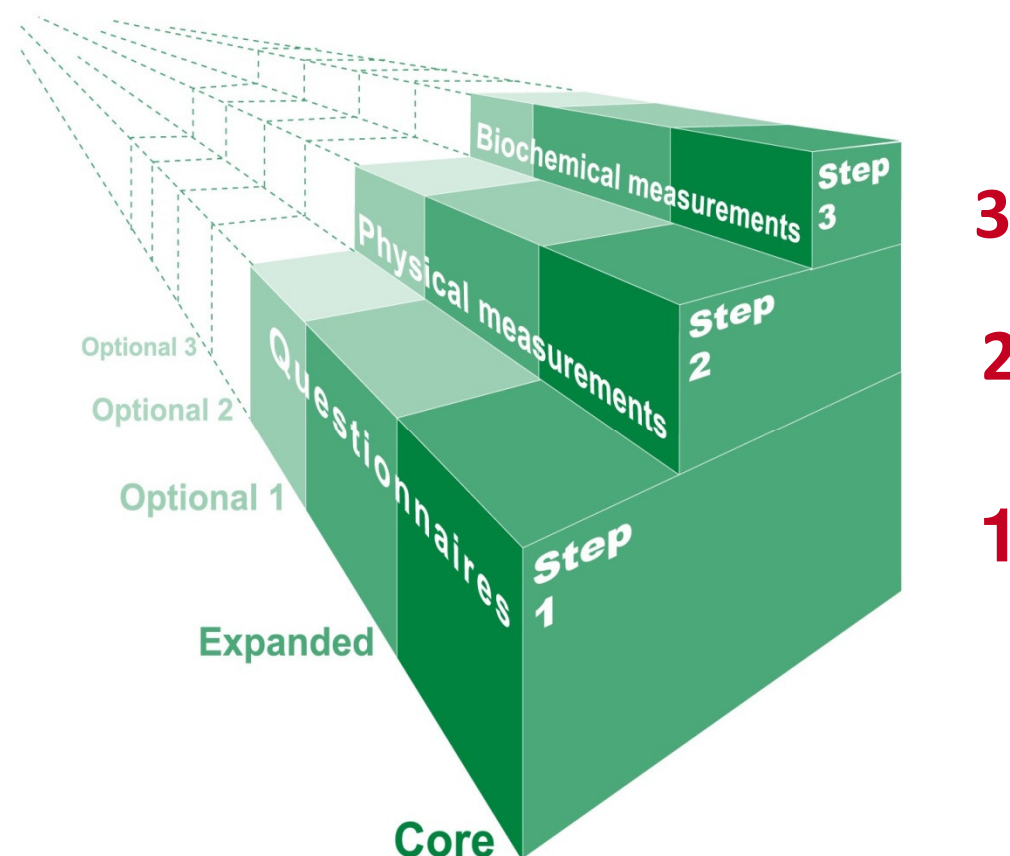 Biochemical measurements
Step
3
3
Physical measurements
Step
2
2
Questionnaires
Step
1
1
Optional 3
Optional 2
Optional 1
Expanded
Core